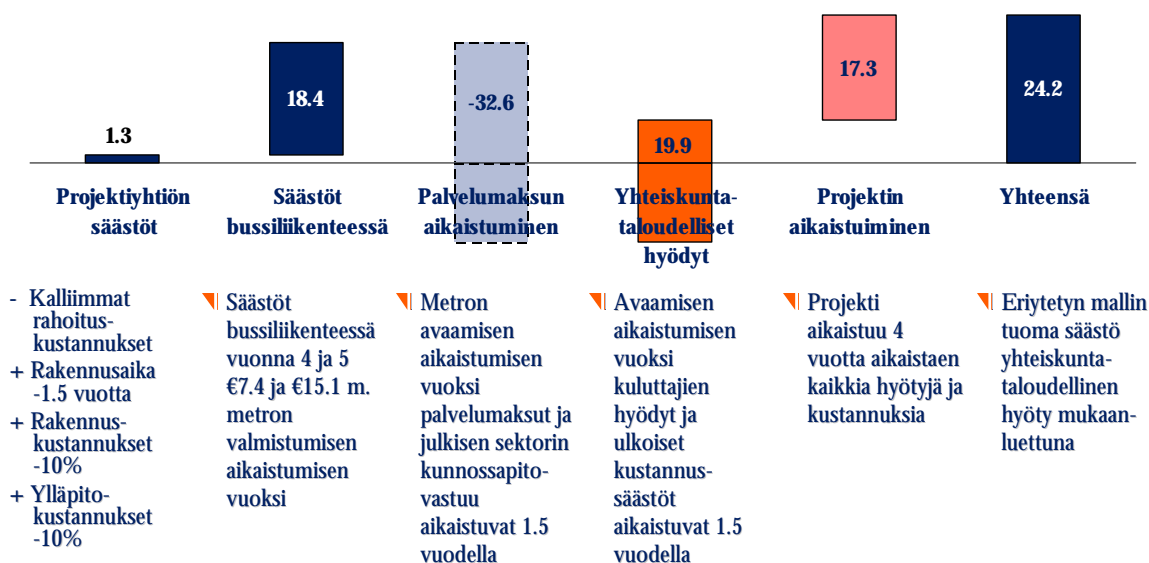 1.3
18.4
-32.6
19.9
17.3
24.2
Projektiyhtiön
säästöt
Säästöt
bussiliikenteessä
Palvelumaksun
aikaistuminen
Yhteiskunta-
taloudelliset
hyödyt
Projektin
aikaistuiminen
Yhteensä
- Kalliimmat
rahoitus-
kustannukset
+ Rakennusaika
-1.5 vuotta
+ Rakennus-
kustannukset
-10%
+ Ylläpito-
kustannukset
-10%
Säästöt
bussiliikenteessä
vuonna 4 ja 5
€7.4 ja €15.1 m.
metron
valmistumisen
aikaistumisen
vuoksi
Metron
avaamisen
aikaistumisen
vuoksi
palvelumaksut ja
julkisen sektorin
kunnossapito-
vastuu
aikaistuvat 1.5
vuodella
Avaamisen
aikaistumisen
vuoksi
kuluttajien
hyödyt ja
ulkoiset
kustannus-
säästöt
aikaistuvat 1.5
vuodella
Projekti
aikaistuu 4
vuotta aikaistaen
kaikkia hyötyjä ja
kustannuksia
Eriytetyn mallin
tuoma säästö
yhteiskunta-
taloudellinen
hyöty mukaan-
luettuna